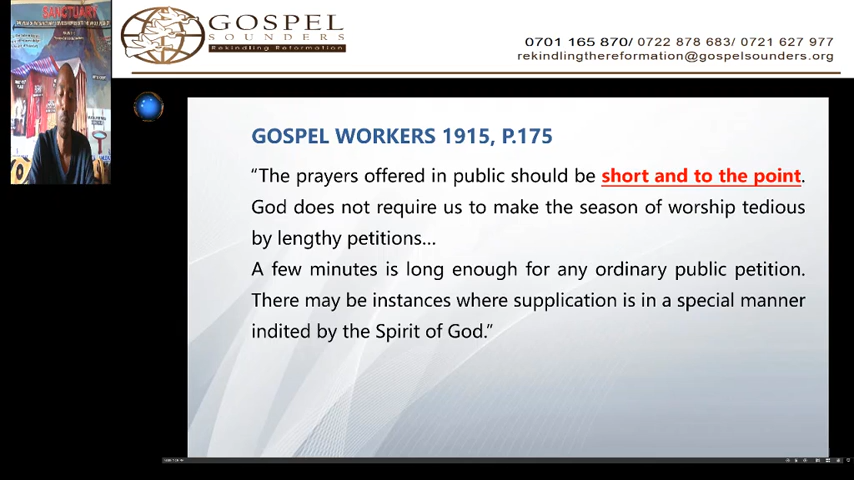 SANCTUARY
GOSPEL
SOUNDERS
Rekindling Reformation
0701 165 870/ 0722 878 683/ 0721 627 977
rekindlingthereformation@gospelsounders.org
GOSPEL WORKERS 1915, P.175
“The prayers offered in public should be short and to the point.
God does not require us to make the season of worship tedious
by lengthy petitions...
A few minutes is long enough for any ordinary public petition.
There may be instances where supplication is in a special manner
indited by the Spirit of God.”